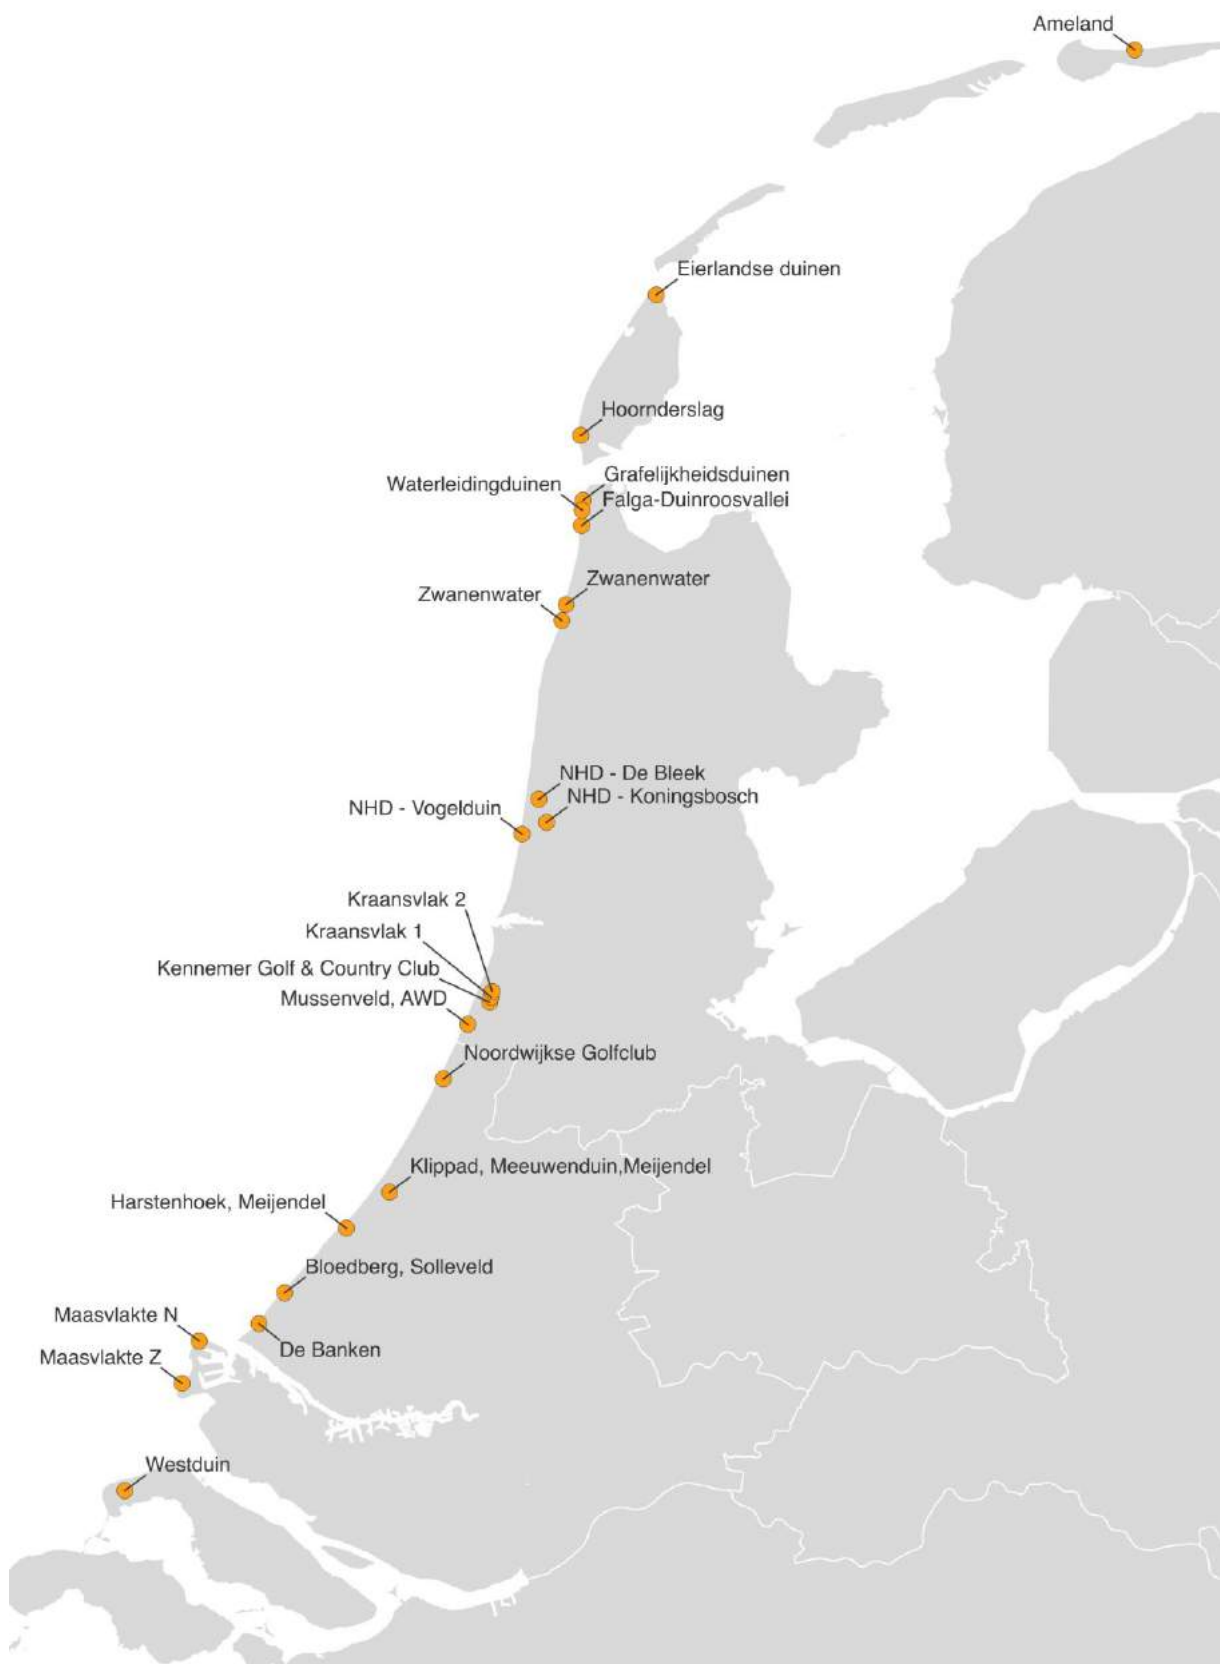 Ameland
Eierlandse duinen
Hoornderslag
Grafelijkheidsduinen
Waterleidingduinen
Falga-Duinroosvallei
Zwanenwater
Zwanenwater
NHD - De Bleek
NHD - Koningsbosch
NHD - Vogelduin
Kraansvlak 2
Kraansvlak 1
Kennemer Golf & Country Club
Mussenveld, AWD
Noordwijkse Golfclub
Klippad, Meeuwenduin,Meijendel
Harstenhoek, Meijendel
Bloedberg, Solleveld
Maasvlakte N
De Banken
Maasvlakte Z
Westduin